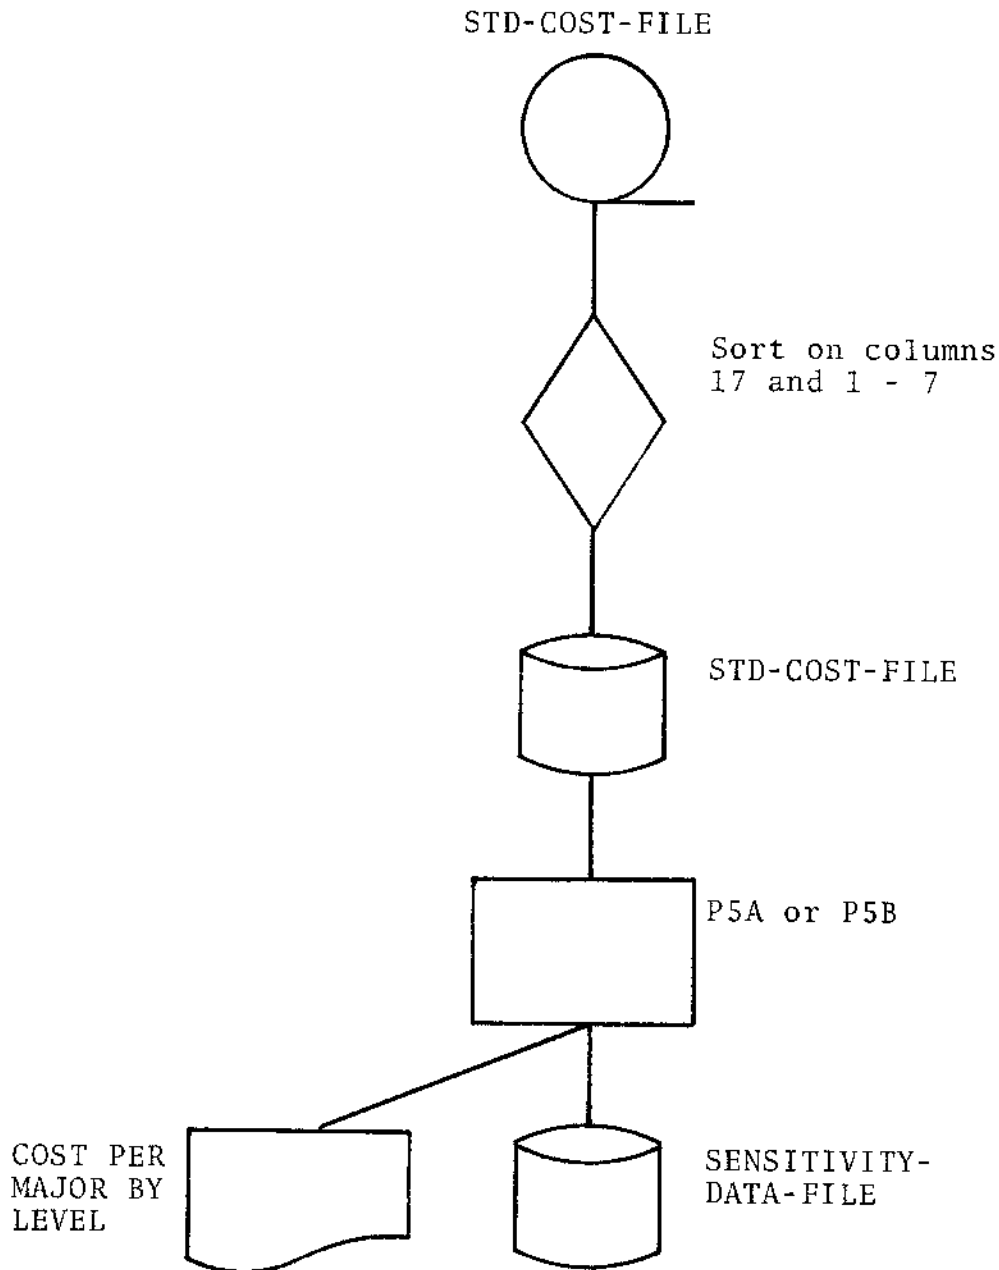 STD-COST-FILE
Sort on columns
17 and 1 - 7
STD-COST-FILE
P5A or P5B
COST PER
MAJOR BY
LEVEL
SENSITIVITY-
DATA-FILE